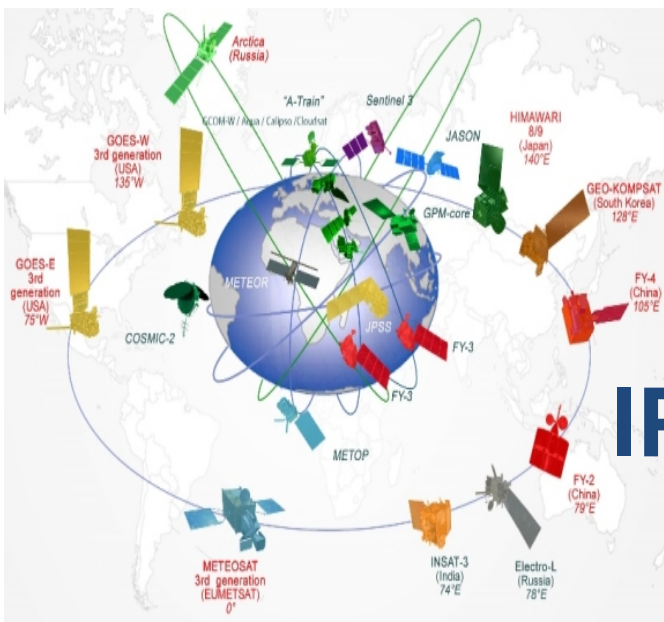 Arctica
(Russia)
"A-Train"
GCOM-W / Aqua / Calipso /Cloudsat
Sentinel 3
JASON
HIMAWARI
8/9
(Japan)
140°E
GOES-W
3rd generation
(USA)
135°W
GEO-KOMPSAT
(South Korea)
128°E
GPM-core
GOES-E
3rd
generation
(USA)
75°W
METEOR
FY-4
(China)
105°E
COSMIC-2
JPSS
FY-3
FY-3
IP
METOP
FY-2
(China)
79°E
METEOSAT
3rd generation
(EUMETSAT)
0°
INSAT-3
(India)
74°E
Electro-L
(Russia)
78°E